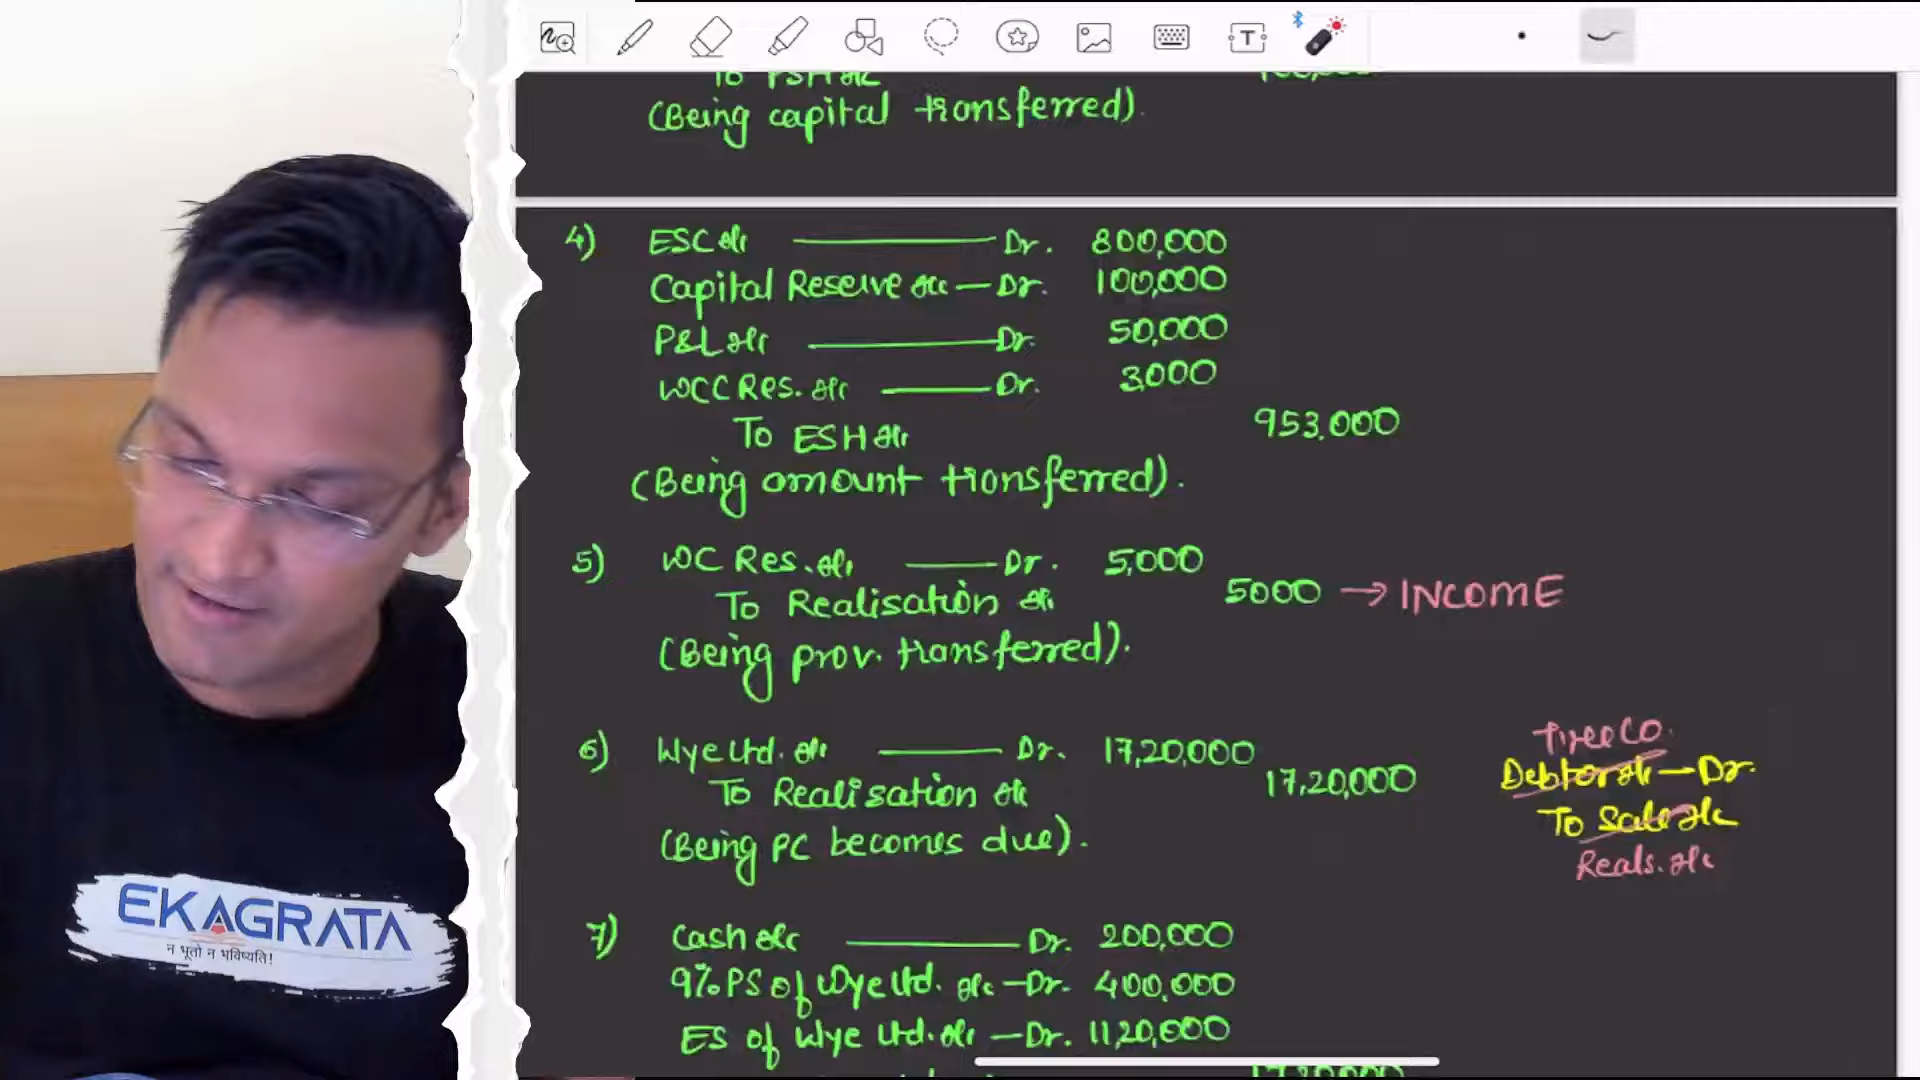 To PSH a/c
(Being capital transferred).
4) ESC a/c Dr. 800,000
Capital Reserve a/c — Dr. 100,000
P&L a/c Dr. 50,000
WCC Res. a/c Dr. 3,000
To ESH a/c 953,000
(Being amount transferred).
5) WC Res. a/c Dr. 5,000
To Realisation a/c 5000 → INCOME
(Being prov. transferred).
6) Wye Ltd. a/c Dr. 17,20,000
To Realisation a/c 17,20,000
(Being PC becomes due).
Debtor a/c — Dr.
To Sale a/c
Reals. a/c
7) Cash a/c Dr. 200,000
9% PS of Wye Ltd. a/c — Dr. 400,000
ES of Wye Ltd. a/c — Dr. 11,20,000
EKAGRATA
न भूतो न भविष्यति!
T